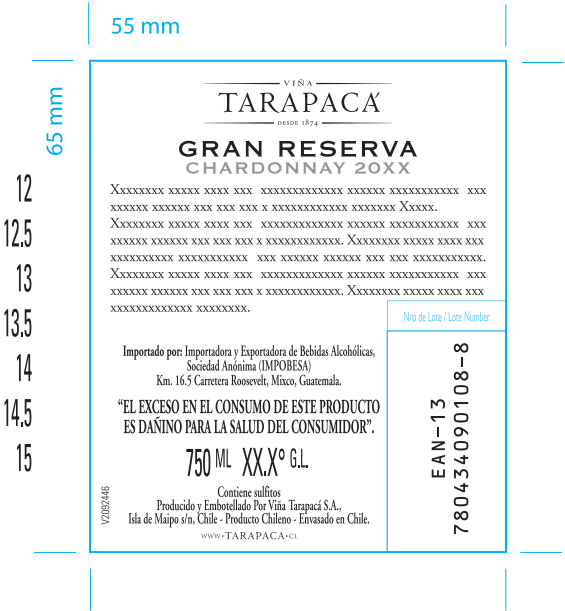 55 mm
65 mm
12
12.5
13
13.5
14
14.5
15
VIÑA
TARAPACÁ
DESDE 1874
GRAN RESERVA
CHARDONNAY 20XX
Xxxxxxxx xxxxx xxxx xxx xxxxxxxxxxxxx xxxxxx xxxxxxxxxxx xxx
xxxxxx xxxxxx xxx xxx xxx x xxxxxxxxxxxx xxxxxxx Xxxxx.
Xxxxxxxx xxxxx xxxx xxx xxxxxxxxxxxxx xxxxxx xxxxxxxxxxx xxx
xxxxxx xxxxxx xxx xxx xxx x xxxxxxxxxxxx. Xxxxxxxx xxxxx xxxx xxx
xxxxxxxxxx xxxxxxxxxxx xxx xxxxxx xxxxxx xxx xxx xxxxxxxxxxx.
Xxxxxxxx xxxxx xxxx xxx xxxxxxxxxxxxx xxxxxx xxxxxxxxxxx xxx
xxxxxx xxxxxx xxx xxx xxx x xxxxxxxxxxxx. Xxxxxxxx xxxxx xxxx xxx
xxxxxxxxxxxxx xxxxxxxx.
Nro de Lote / Lote Number
Importado por: Importadora y Exportadora de Bebidas Alcohólicas,
Sociedad Anónima (IMPOBESA)
Km. 16.5 Carretera Roosevelt, Mixco, Guatemala.
“EL EXCESO EN EL CONSUMO DE ESTE PRODUCTO
ES DAÑINO PARA LA SALUD DEL CONSUMIDOR”.
750 ML XX.X° G.L.
Contiene sulfitos
Producido y Embotellado Por Viña Tarapacá S.A.,
Isla de Maipo s/n, Chile - Producto Chileno - Envasado en Chile.
WWW•TARAPACA•CL
V2092446
EAN-13
780434090108-8